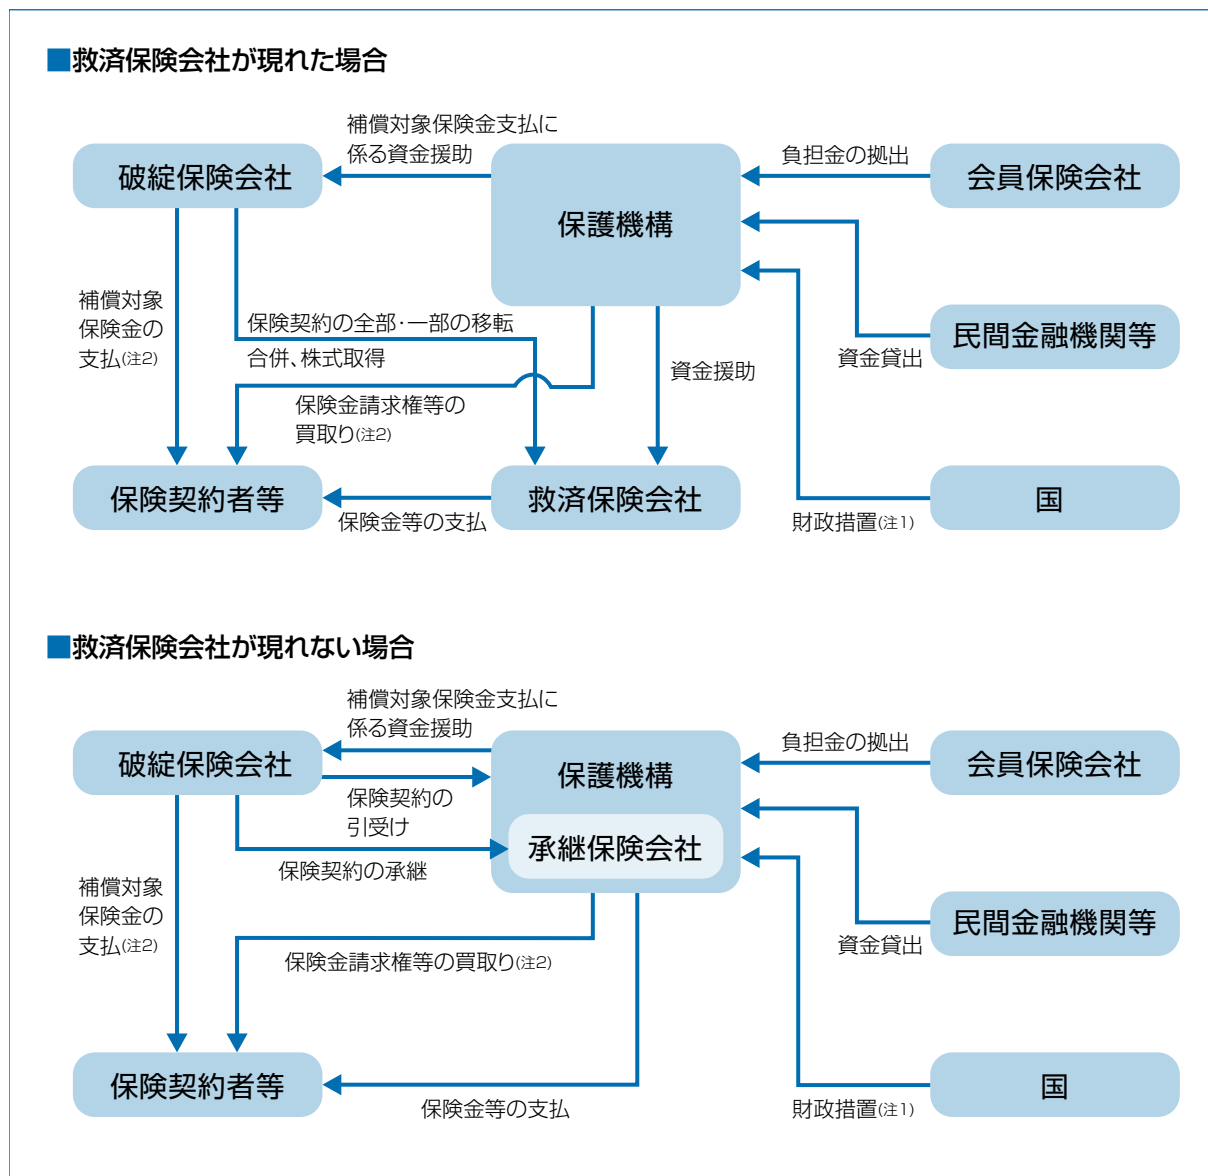 ■救済保険会社が現れた場合
補償対象保険金支払に
係る資金援助
負担金の拠出
破綻保険会社
保護機構
会員保険会社
補償対象
保険金の
支払(注2)
保険契約の全部・一部の移転
合併、株式取得
保険金請求権等の
買取り(注2)
資金援助
民間金融機関等
資金貸出
保険契約者等
保険金等の支払
救済保険会社
国
財政措置(注1)
■救済保険会社が現れない場合
補償対象保険金支払に
係る資金援助
負担金の拠出
破綻保険会社
保護機構
会員保険会社
保険契約の
引受け
承継保険会社
保険契約の承継
補償対象
保険金の
支払(注2)
保険金請求権等の買取り(注2)
民間金融機関等
資金貸出
保険契約者等
保険金等の支払
国
財政措置(注1)